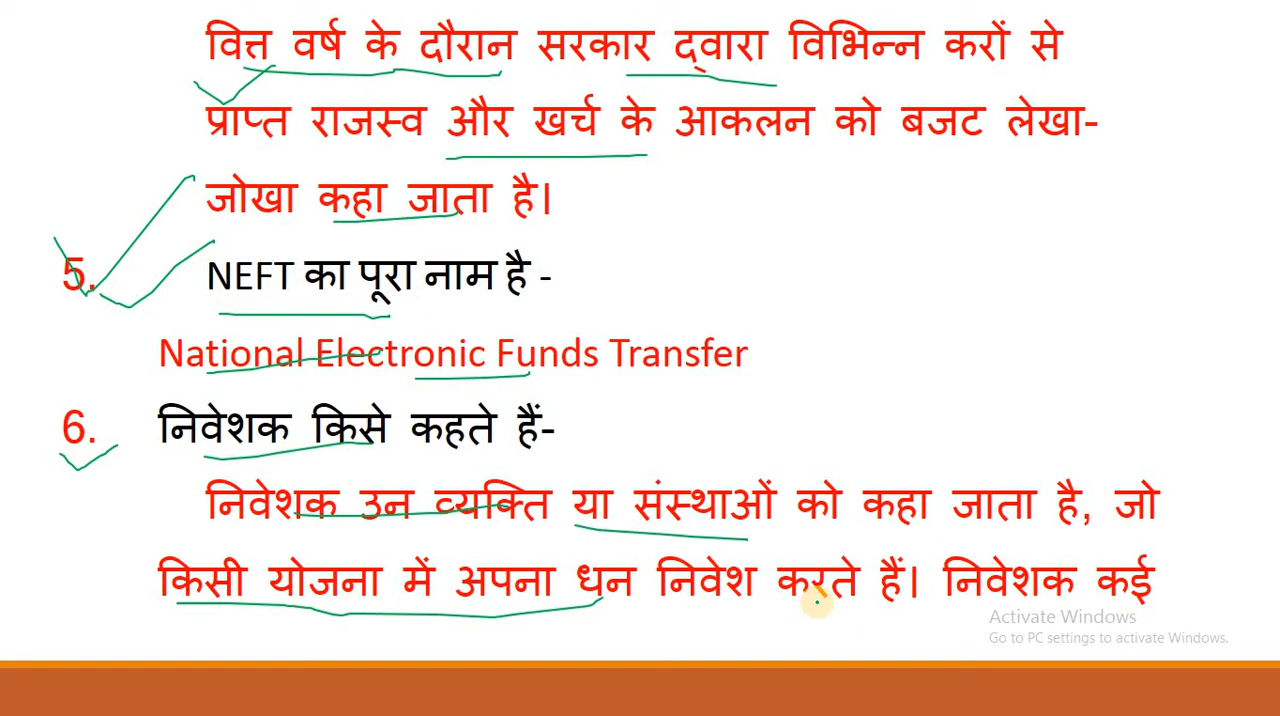 वित्त वर्ष के दौरान सरकार द्वारा विभिन्न करों से
प्राप्त राजस्व और खर्च के आकलन को बजट लेखा-
जोखा कहा जाता है।
5. NEFT का पूरा नाम है -
National Electronic Funds Transfer
6. निवेशक किसे कहते हैं-
निवेशक उन व्यक्ति या संस्थाओं को कहा जाता है, जो
किसी योजना में अपना धन निवेश करते हैं। निवेशक कई
Activate Windows
Go to PC settings to activate Windows.